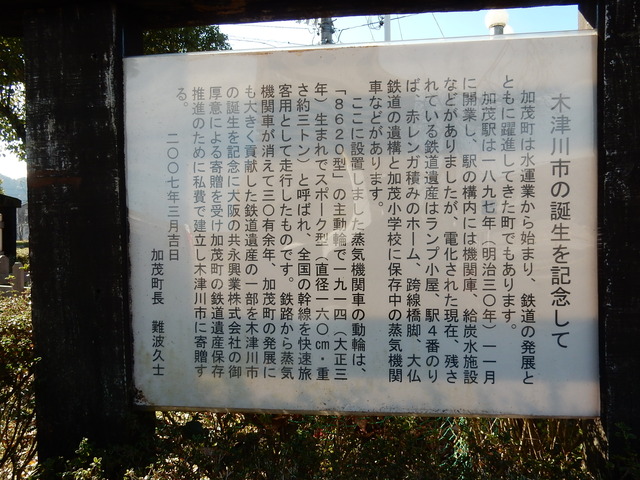 木津川市の誕生を記念して
加茂町は水運業から始まり、鉄道の発展と
ともに躍進してきた町でもあります。
加茂駅は一八九七年（明治三〇年）一一月
に開業し、駅の構内には機関庫、給炭水施設
などがありましたが、電化された現在、残さ
れている鉄道遺産はランプ小屋、駅４番のり
ば、赤レンガ積みのホーム、跨線橋脚、大仏
鉄道の遺構と加茂小学校に保存中の蒸気機関
車などがあります。
ここに設置しました蒸気機関車の動輪は、
「８６２０型」の主動輪で一九一四（大正三
年）生まれでスポーク型（直径一六〇㎝・重
さ約三トン）と呼ばれ、全国の幹線を快速旅
客用として走行したものです。鉄路から蒸気
機関車が消えて三〇有余年、加茂町の発展に
も大きく貢献した鉄道遺産の一部を木津川市
の誕生を記念に大阪の共永興業株式会社の御
厚意による寄贈を受け加茂町の鉄道遺産保存
推進のために私費で建立し木津川市に寄贈す
る。
二〇〇七年三月吉日
加茂町長　難波久士